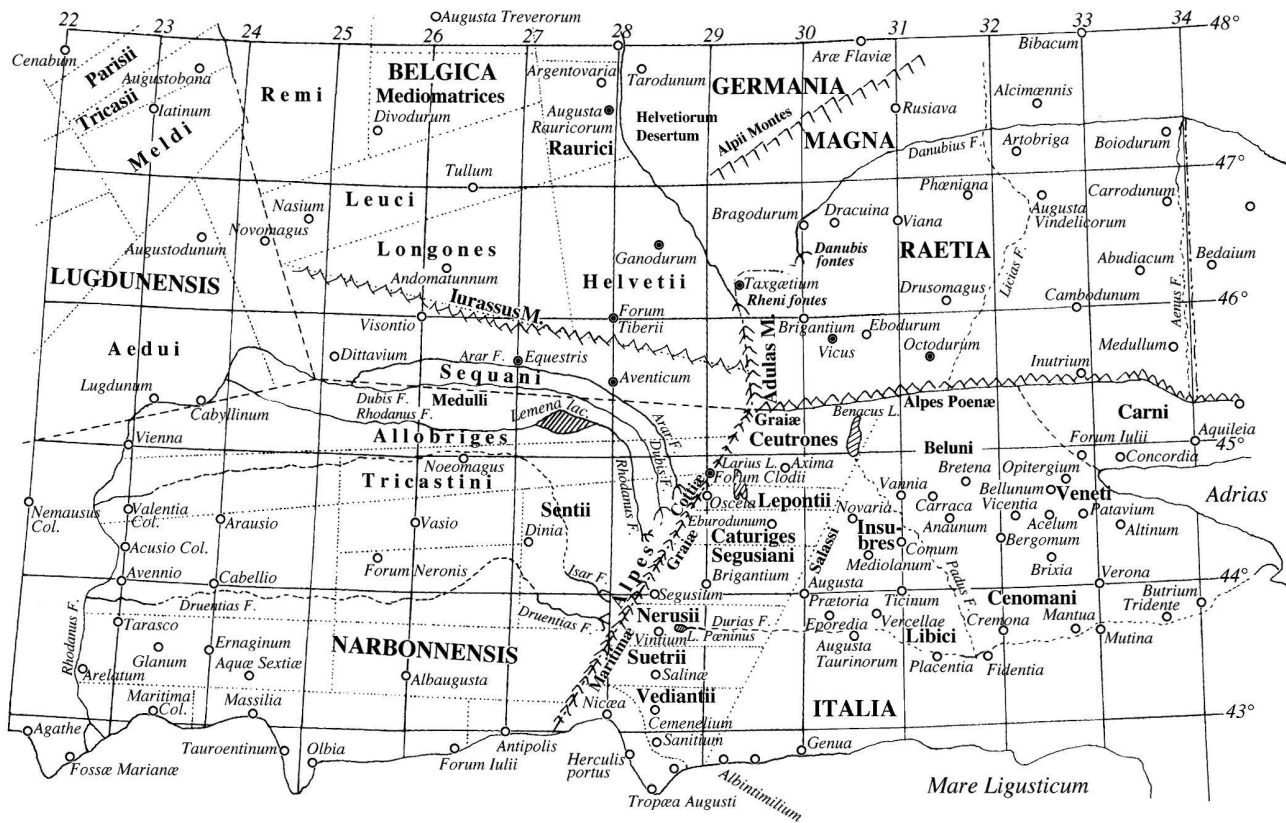 22 23 24 25 26 27 28 29 30 31 32 33 34 48°
Augusta Treverorum
Cenabum
Parisii
Augustobona
Tricasii
Iatinum
Meldi
Remi
BELGICA
Mediomatrices
Divodurum
Argentovaria
Augusta
Rauricorum
Raurici
Tarodunum
Helvetiorum
Desertum
GERMANIA
MAGNA
Alpii Montes
Aræ Flaviæ
Rusiava
Bibacum
Alcimœnnis
Danubius F.
Artobriga
Boiodurum
47°
Tullum
Leuci
Nasium
Novomagus
Augustodunum
LUGDUNENSIS
Longones
Andomatunnum
Helvetii
Ganodurum
Bragodurum
Dracuina
Viana
Phœniana
Augusta
Vindelicorum
Carrodunum
Danubis
fontes
RAETIA
Licias F.
Abudiacum
Bedaium
Taxgætium
Rheni fontes
Drusomagus
Cambodunum
Aenus F.
46°
Iurassus M.
Visontio
Forum
Tiberii
Adulas M.
Brigantium
Vicus
Ebodurum
Octodurum
Medullum
Inutrium
Aedui
Dittavium
Arar F.
Equestris
Sequani
Aventicum
Lugdunum
Cabyllinum
Dubis F.
Medulli
Rhodanus F.
Lemena lac.
Alpes Poenæ
Carni
Graiæ
Ceutrones
Benacus L.
Vienna
Allobriges
Arar F.
Dubis F.
Rhodanus F.
Beluni
Forum Iulii
Aquileia
45°
Concordia
Noeomagus
Tricastini
Larius L.
Axima
Forum Clodii
Oscela
Lepontii
Vannia
Bretena
Opitergium
Bellunum
Veneti
Adrias
Nemausus
Col.
Valentia
Col.
Arausio
Vasio
Sentii
Dinia
Cottiæ
Eburodunum
Novaria
Carraca
Anaunum
Vicentia
Acelum
Patavium
Altinum
Acusio Col.
Forum Neronis
Caturiges
Segusiani
Salassi
Insu-
bres
Mediolanum
Comum
Bergomum
Brixia
Avennio
Cabellio
Isar F.
Alpes
Graiæ
Brigantium
Segusium
Augusta
Prætoria
Ticinum
Padus F.
Cenomani
Verona
44°
Butrium
Tridente
Rhodanus F.
Druentias F.
Druentias F.
Tarasco
Nerusii
Vintium
Durias F.
L. Pœninus
Eporedia
Vercellae
Cremona
Mantua
Mutina
Glanum
Ernaginum
Aquæ Sextiæ
NARBONNENSIS
Maritimæ
Suetrii
Salinæ
Augusta
Taurinorum
Libici
Placentia
Fidentia
Arelatum
Albaugusta
Vediantii
Maritima
Col.
Massilia
Nicæa
Cemenelium
ITALIA
43°
Agathe
Fossæ Marianæ
Tauroentinum
Olbia
Forum Iulii
Antipolis
Herculis
portus
Sanitium
Genua
Tropæa Augusti
Albintimilium
Mare Ligusticum